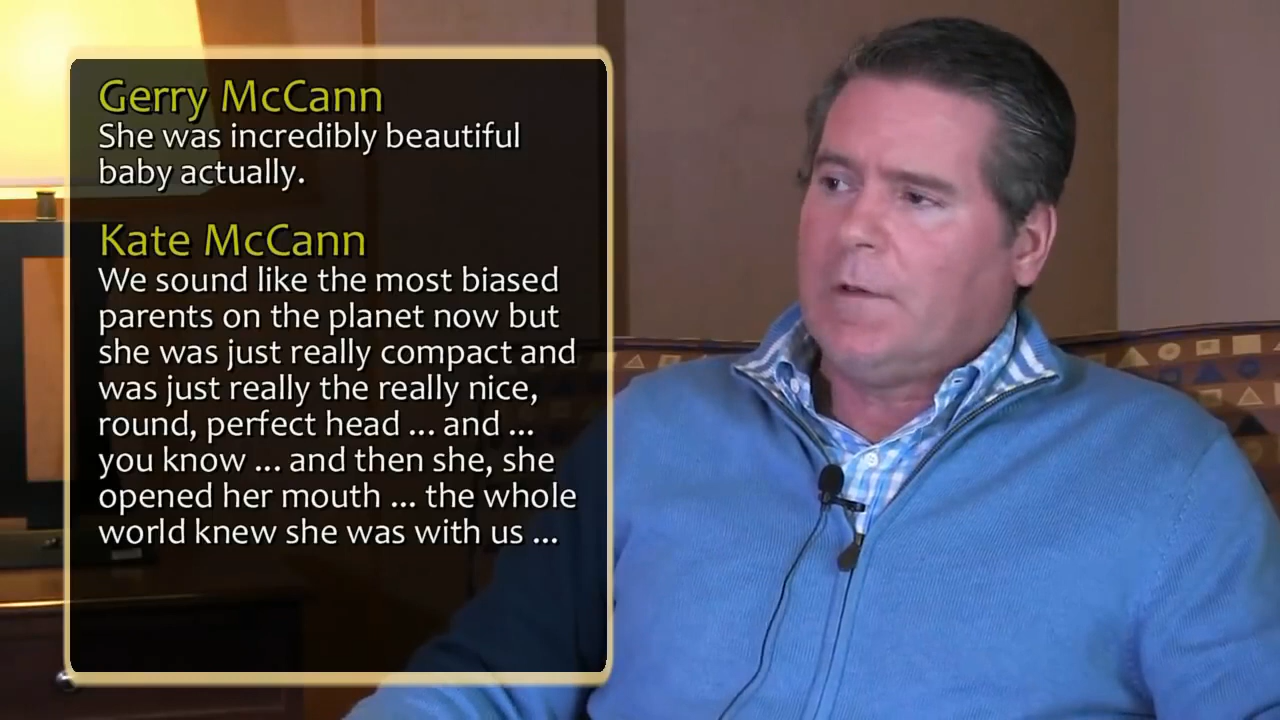 Gerry McCann
She was incredibly beautiful
baby actually.
Kate McCann
We sound like the most biased
parents on the planet now but
she was just really compact and
was just really the really nice,
round, perfect head ... and ...
you know ... and then she, she
opened her mouth ... the whole
world knew she was with us ...